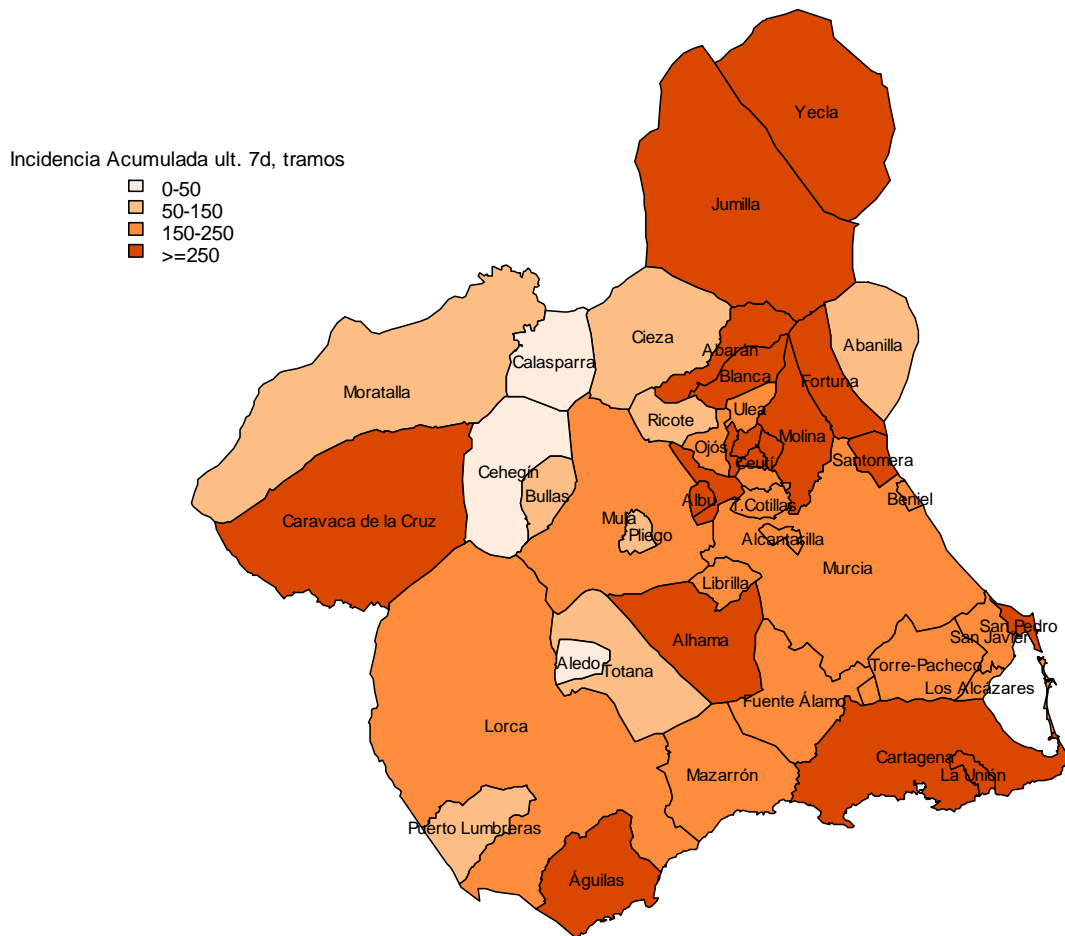 Yecla
Incidencia Acumulada ult. 7d, tramos
0-50
50-150
150-250
>=250
Jumilla
Cieza
Abarán
Abanilla
Calasparra
Blanca
Fortuna
Moratalla
Ricote
Ulea
Molina
Ojós
Ceutí
Santomera
Cehegín
Bullas
Albu
T.Cotillas
Beniel
Caravaca de la Cruz
Mula
Pliego
Alcantarilla
Murcia
Librilla
San Pedro
San Javier
Alhama
Aledo
Totana
Torre-Pacheco
Los Alcázares
Fuente Álamo
Lorca
Cartagena
La Unión
Mazarrón
Puerto Lumbreras
Águilas